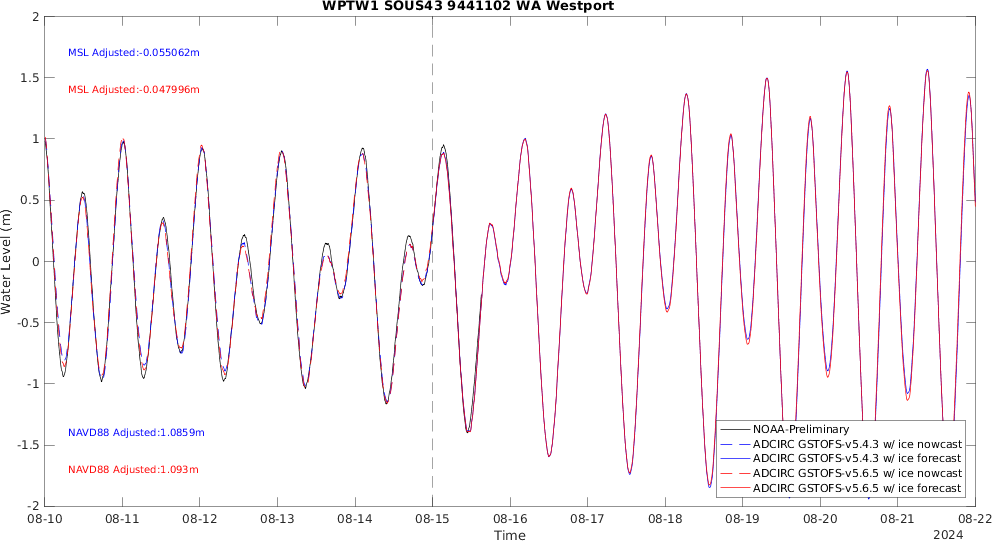 WPTW1 SOUS43 9441102 WA Westport
2
MSL Adjusted:-0.055062m
1.5
MSL Adjusted:-0.047996m
1
0.5
0
-0.5
-1
-1.5
-2
Water Level (m)
NAVD88 Adjusted:1.0859m
NAVD88 Adjusted:1.093m
NOAA-Preliminary
ADCIRC GSTOFS-v5.4.3 w/ ice nowcast
ADCIRC GSTOFS-v5.4.3 w/ ice forecast
ADCIRC GSTOFS-v5.6.5 w/ ice nowcast
ADCIRC GSTOFS-v5.6.5 w/ ice forecast
08-10 08-11 08-12 08-13 08-14 08-15 08-16 08-17 08-18 08-19 08-20 08-21 08-22
Time
2024